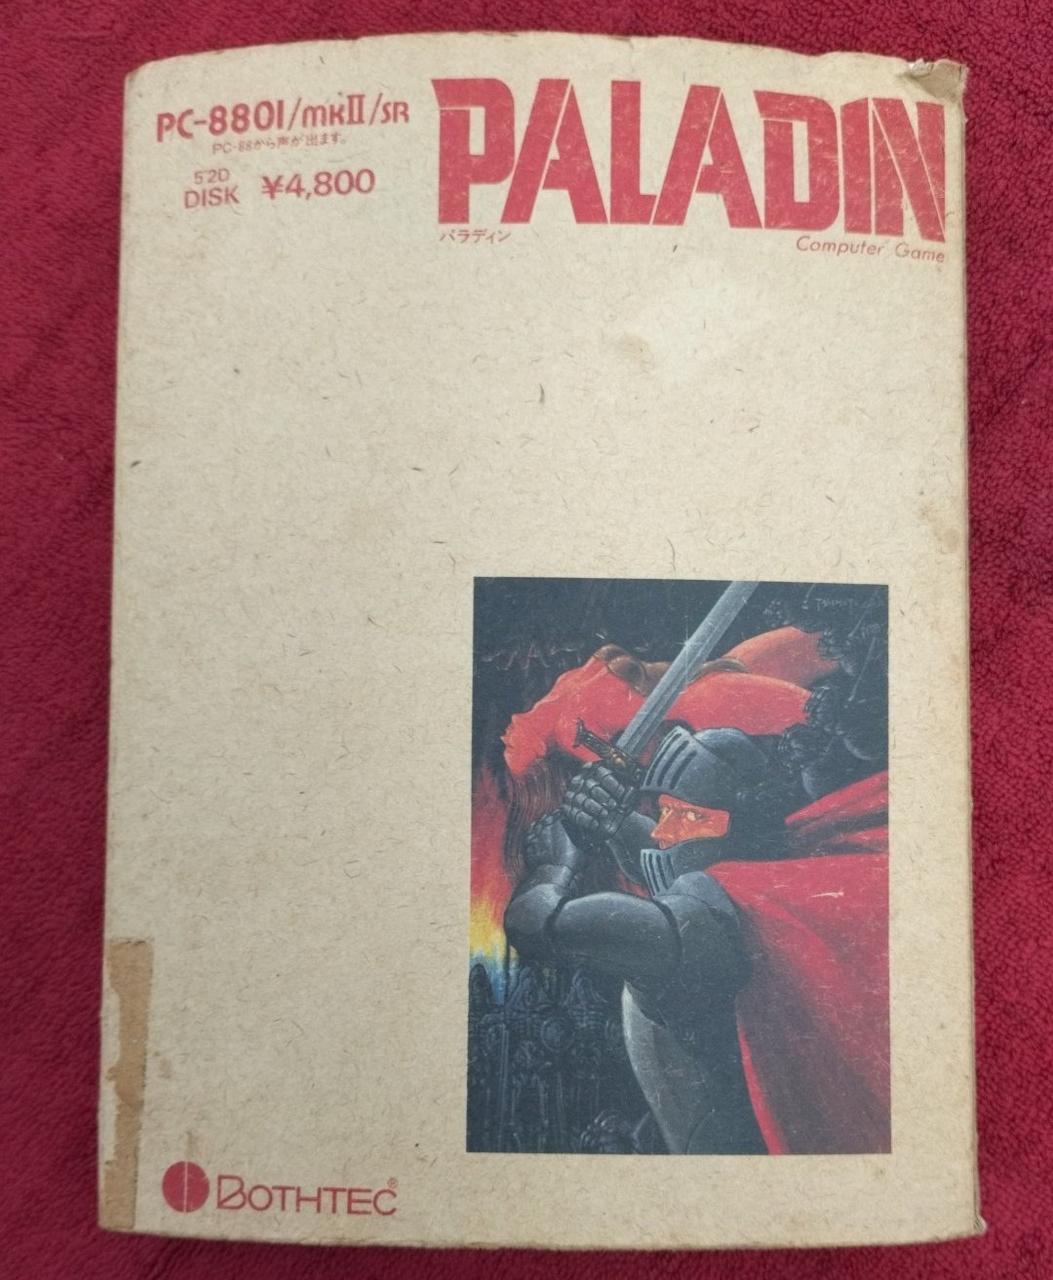 PC-8801/mkII/SR
PC-88から声が出ます。
5"2D
DISK ¥4,800
PALADIN
パラディン
Computer Game
BOTHTEC®